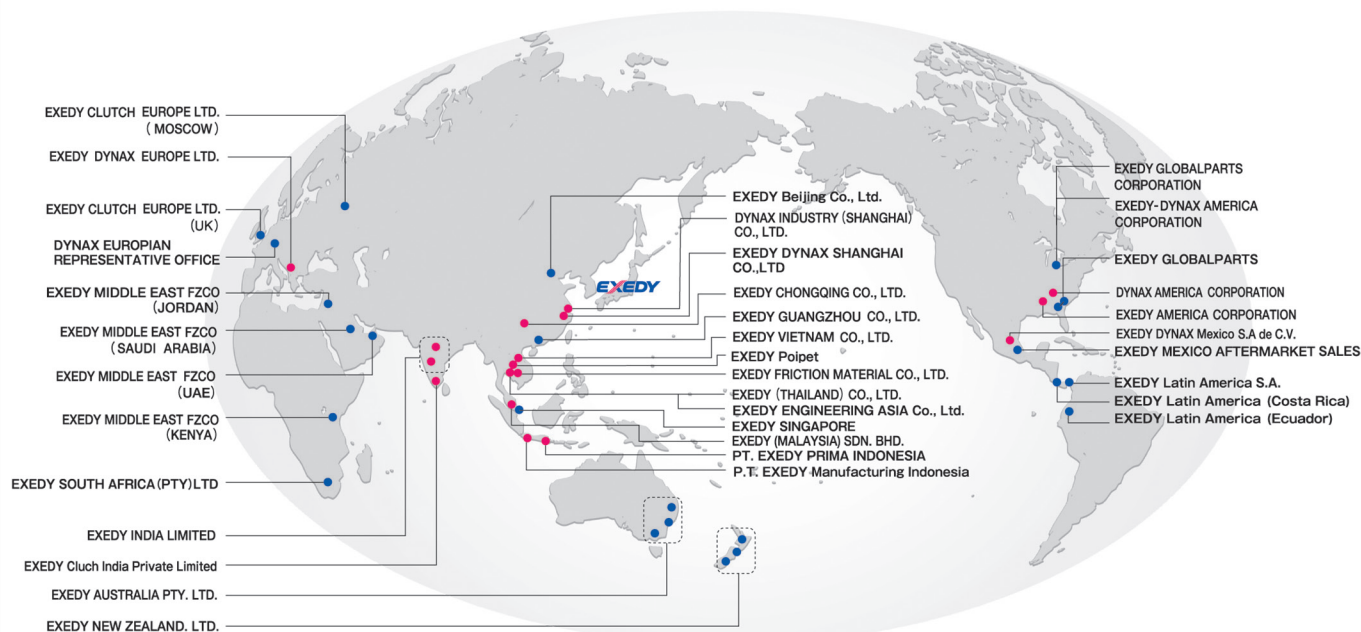 EXEDY CLUTCH EUROPE LTD.
(MOSCOW)
EXEDY DYNAX EUROPE LTD.
EXEDY CLUTCH EUROPE LTD.
(UK)
DYNAX EUROPIAN
REPRESENTATIVE OFFICE
EXEDY MIDDLE EAST FZCO
(JORDAN)
EXEDY MIDDLE EAST FZCO
(SAUDI ARABIA)
EXEDY MIDDLE EAST FZCO
(UAE)
EXEDY MIDDLE EAST FZCO
(KENYA)
EXEDY SOUTH AFRICA(PTY)LTD
EXEDY INDIA LIMITED
EXEDY Cluch India Private Limited
EXEDY AUSTRALIA PTY. LTD.
EXEDY NEW ZEALAND. LTD.
EXEDY
EXEDY Beijing Co., Ltd.
DYNAX INDUSTRY (SHANGHAI)
CO., LTD.
EXEDY DYNAX SHANGHAI
CO.,LTD
EXEDY CHONGQING CO., LTD.
EXEDY GUANGZHOU CO., LTD.
EXEDY VIETNAM CO., LTD.
EXEDY Poipet
EXEDY FRICTION MATERIAL CO., LTD.
EXEDY (THAILAND) CO., LTD.
EXEDY ENGINEERING ASIA Co., Ltd.
EXEDY SINGAPORE
EXEDY (MALAYSIA) SDN. BHD.
PT. EXEDY PRIMA INDONESIA
P.T. EXEDY Manufacturing Indonesia
EXEDY GLOBALPARTS
CORPORATION
EXEDY-DYNAX AMERICA
CORPORATION
EXEDY GLOBALPARTS
DYNAX AMERICA CORPORATION
EXEDY AMERICA CORPORATION
EXEDY DYNAX Mexico S.A de C.V.
EXEDY MEXICO AFTERMARKET SALES
EXEDY Latin America S.A.
EXEDY Latin America (Costa Rica)
EXEDY Latin America (Ecuador)